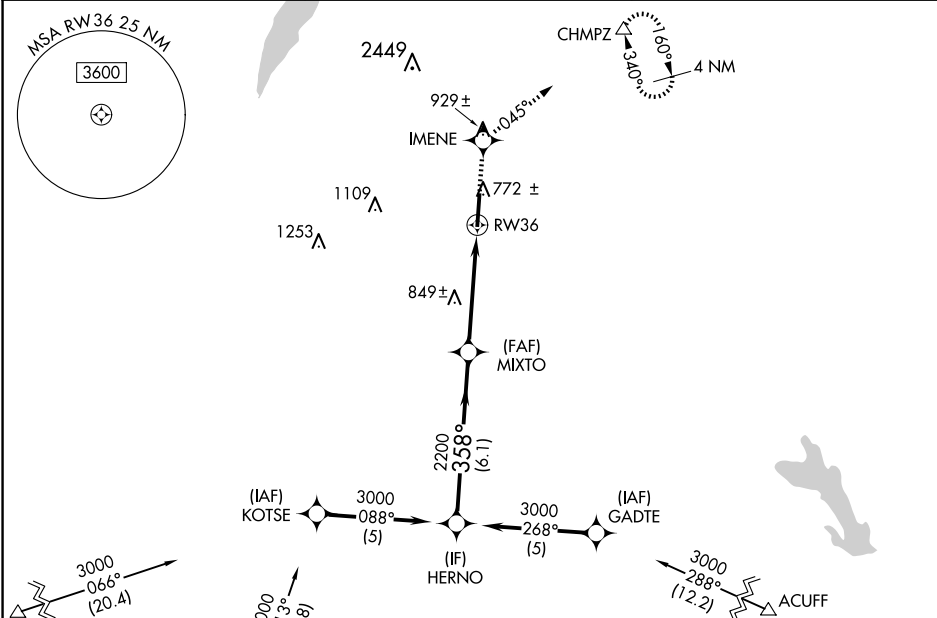 MSA RW36 25 NM
3600
2449
CHMPZ
160°
340°
4 NM
929±
045°
IMENE
1109
772 ±
1253
RW36
849±
(FAF)
MIXTO
2200
358°
(6.1)
(IAF)
KOTSE
3000
088°
(5)
3000
268°
(5)
(IAF)
GADTE
(IF)
HERNO
3000
066°
(20.4)
3000
288°
(12.2)
ACUFF